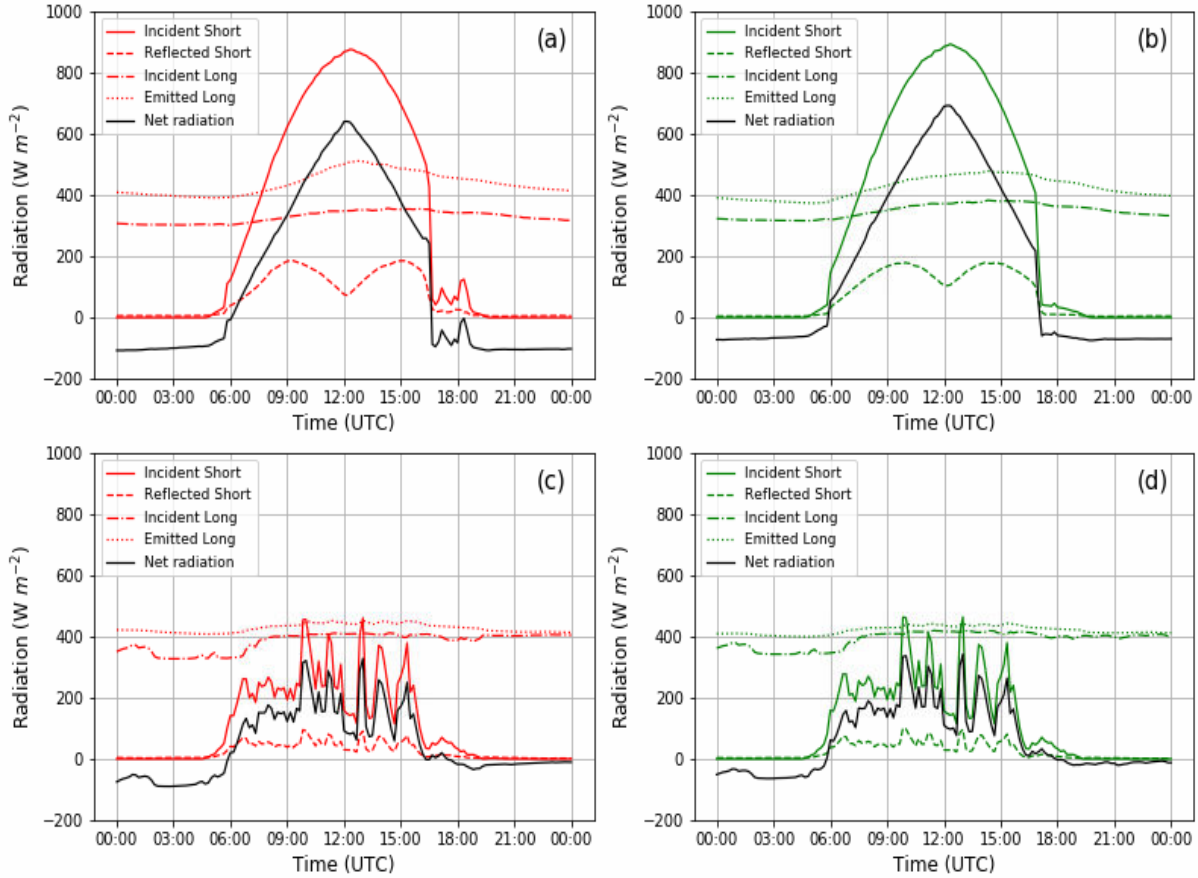 1000
800
600
400
200
0
−200
Radiation (W m⁻²)
Incident Short
Reflected Short
Incident Long
Emitted Long
Net radiation
(a)
00:00 03:00 06:00 09:00 12:00 15:00 18:00 21:00 00:00
Time (UTC)
1000
800
600
400
200
0
−200
Radiation (W m⁻²)
Incident Short
Reflected Short
Incident Long
Emitted Long
Net radiation
(b)
00:00 03:00 06:00 09:00 12:00 15:00 18:00 21:00 00:00
Time (UTC)
1000
800
600
400
200
0
−200
Radiation (W m⁻²)
Incident Short
Reflected Short
Incident Long
Emitted Long
Net radiation
(c)
00:00 03:00 06:00 09:00 12:00 15:00 18:00 21:00 00:00
Time (UTC)
1000
800
600
400
200
0
−200
Radiation (W m⁻²)
Incident Short
Reflected Short
Incident Long
Emitted Long
Net radiation
(d)
00:00 03:00 06:00 09:00 12:00 15:00 18:00 21:00 00:00
Time (UTC)